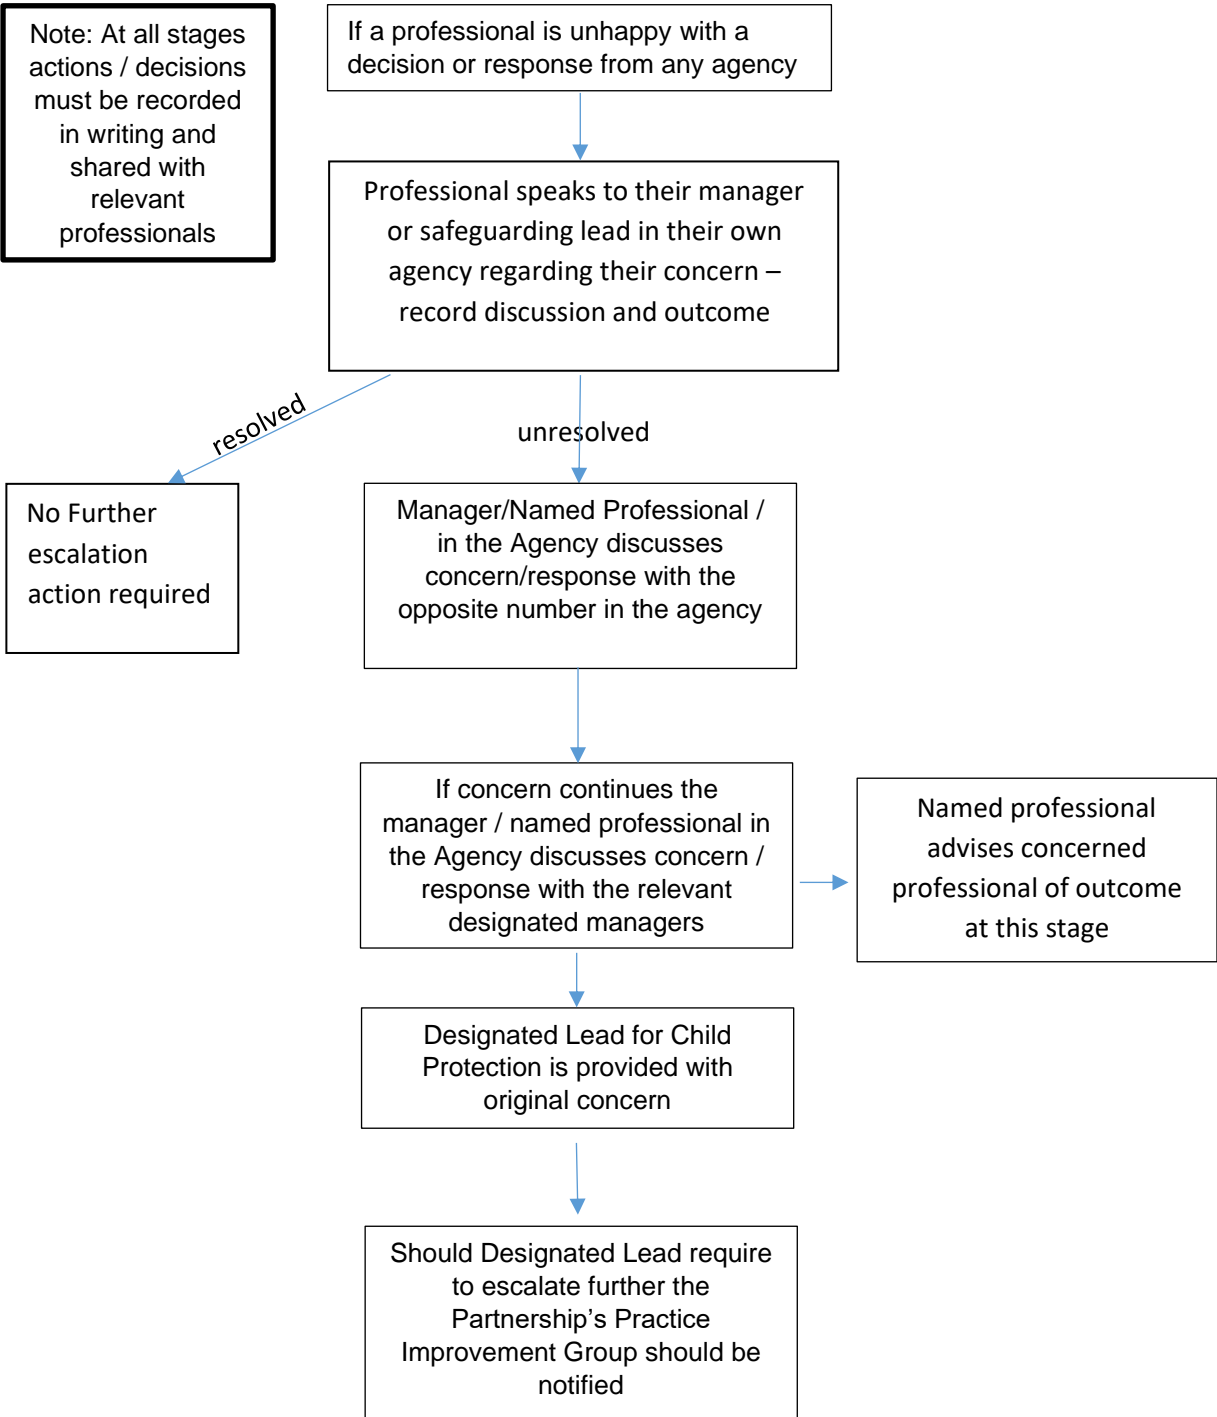 Note: At all stages
actions / decisions
must be recorded
in writing and
shared with
relevant
professionals
If a professional is unhappy with a
decision or response from any agency
Professional speaks to their manager
or safeguarding lead in their own
agency regarding their concern –
record discussion and outcome
resolved
unresolved
No Further
escalation
action required
Manager/Named Professional /
in the Agency discusses
concern/response with the
opposite number in the agency
If concern continues the
manager / named professional in
the Agency discusses concern /
response with the relevant
designated managers
Named professional
advises concerned
professional of outcome
at this stage
Designated Lead for Child
Protection is provided with
original concern
Should Designated Lead require
to escalate further the
Partnership’s Practice
Improvement Group should be
notified